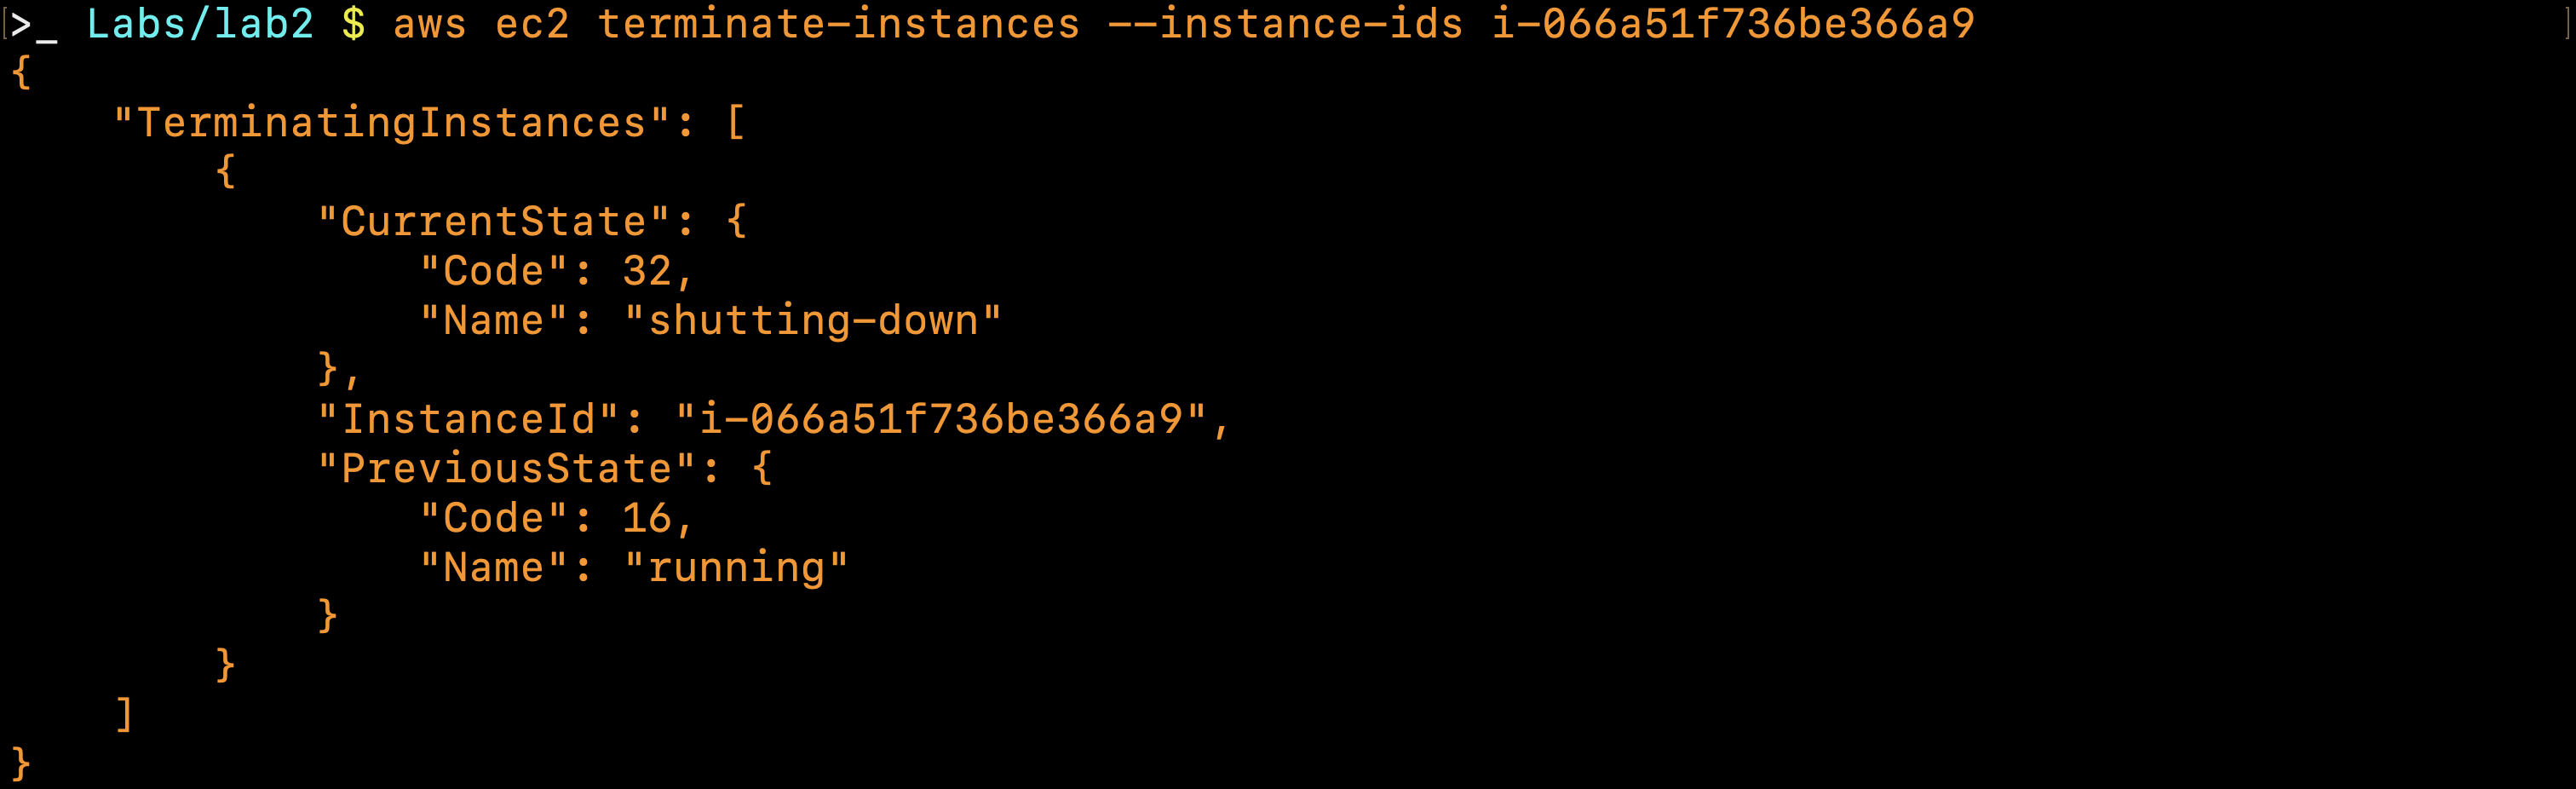 [>_ Labs/lab2 $ aws ec2 terminate-instances --instance-ids i-066a51f736be366a9 ]
{
    "TerminatingInstances": [
        {
            "CurrentState": {
                "Code": 32,
                "Name": "shutting-down"
            },
            "InstanceId": "i-066a51f736be366a9",
            "PreviousState": {
                "Code": 16,
                "Name": "running"
            }
        }
    ]
}